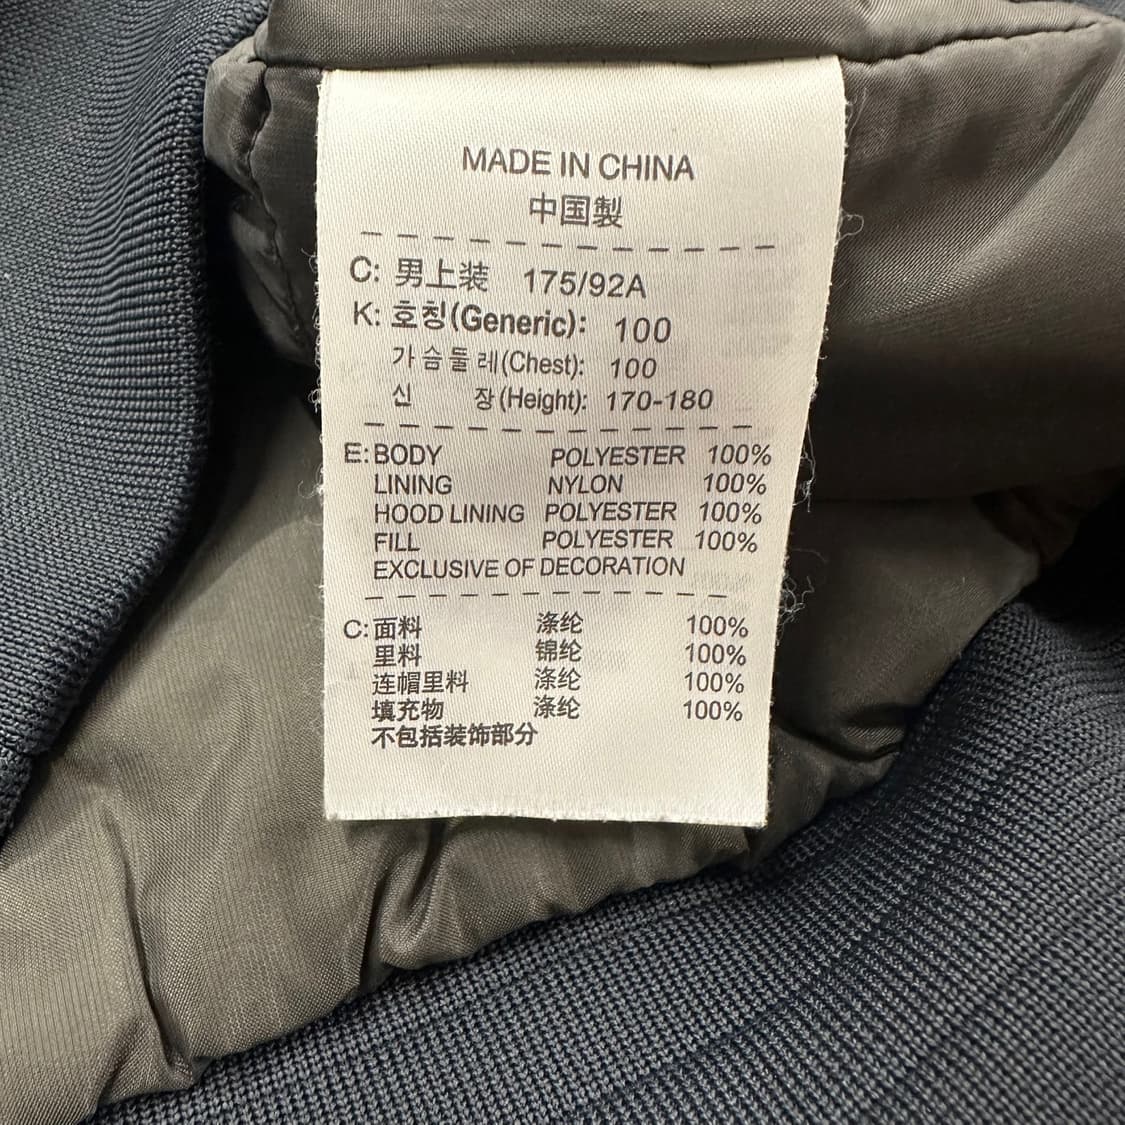 MADE IN CHINA
中国製
C: 男上装 175/92A
K: 호칭(Generic): 100
가슴둘레(Chest): 100
신 장(Height): 170-180
E: BODY POLYESTER 100%
LINING NYLON 100%
HOOD LINING POLYESTER 100%
FILL POLYESTER 100%
EXCLUSIVE OF DECORATION
C: 面料 涤纶 100%
里料 锦纶 100%
连帽里料 涤纶 100%
填充物 涤纶 100%
不包括装饰部分